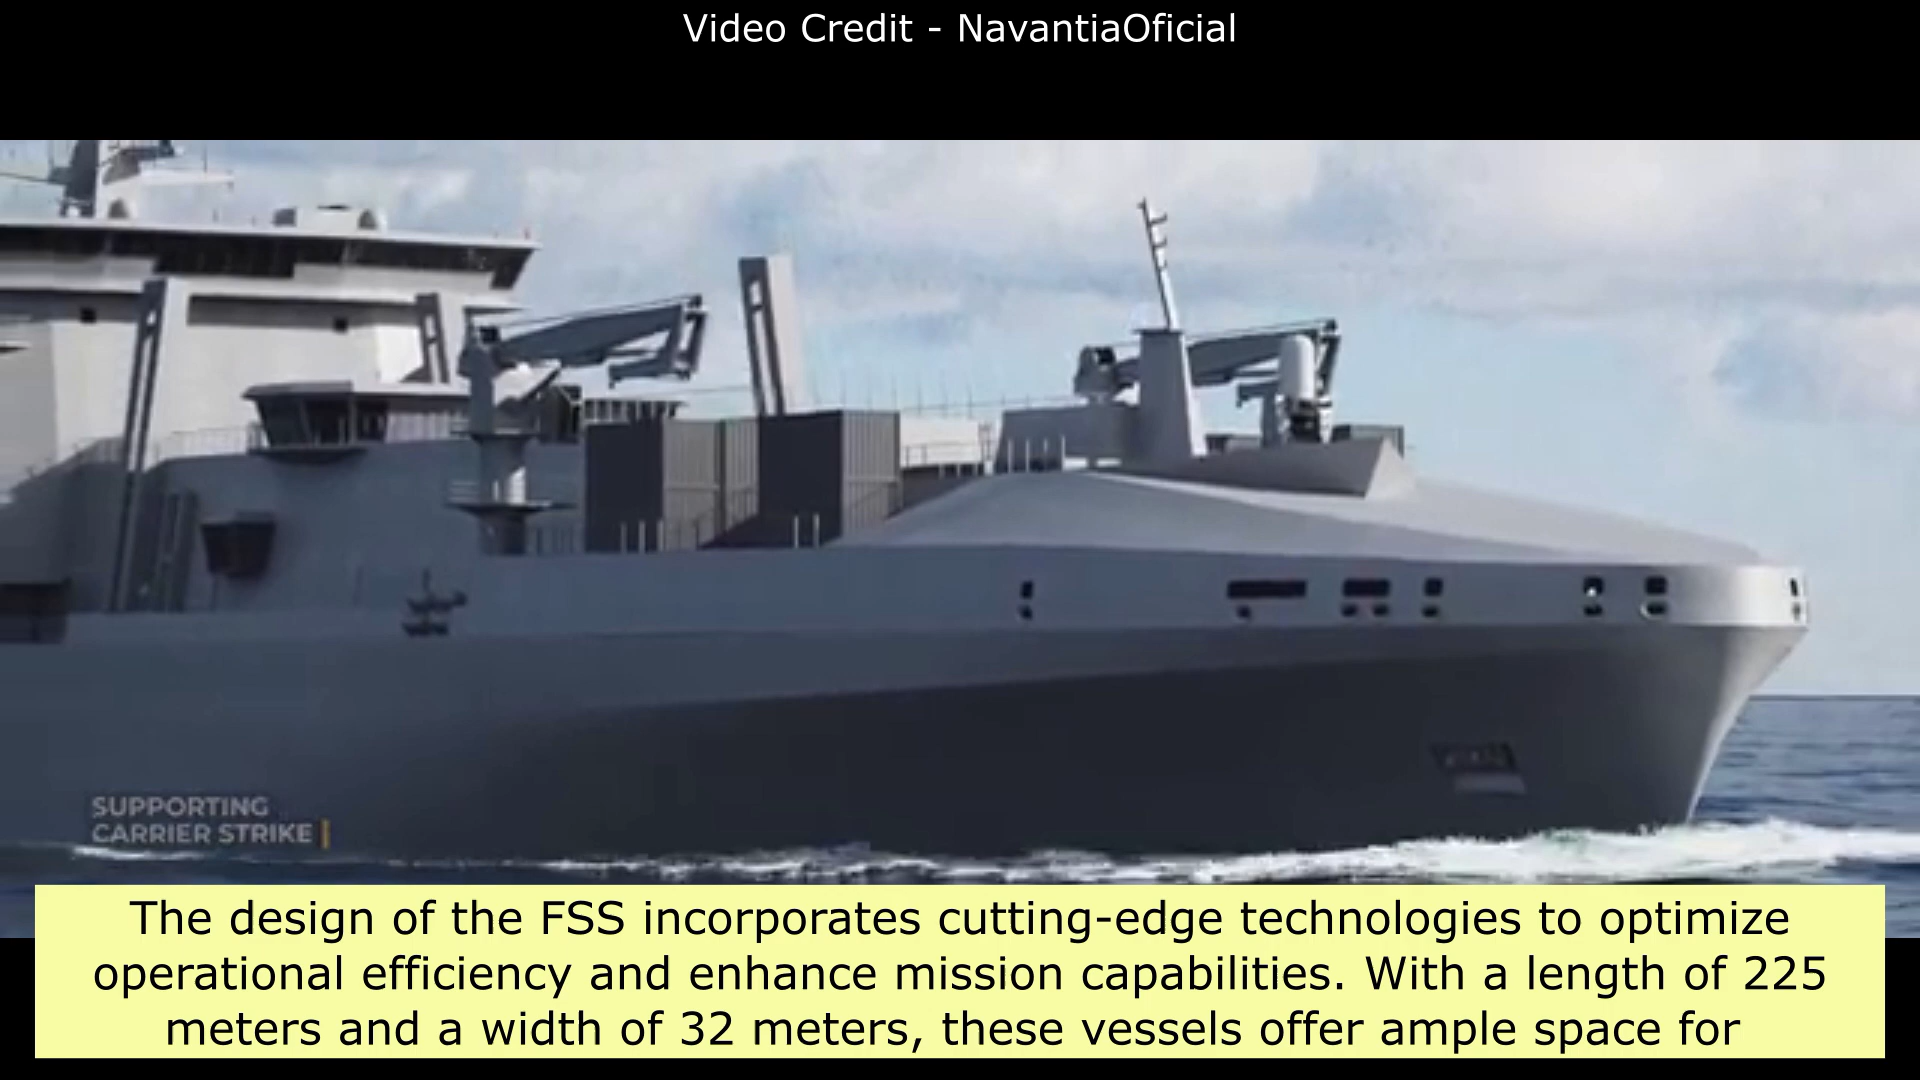 Video Credit - NavantiaOficial
SUPPORTING
CARRIER STRIKE
The design of the FSS incorporates cutting-edge technologies to optimize
operational efficiency and enhance mission capabilities. With a length of 225
meters and a width of 32 meters, these vessels offer ample space for